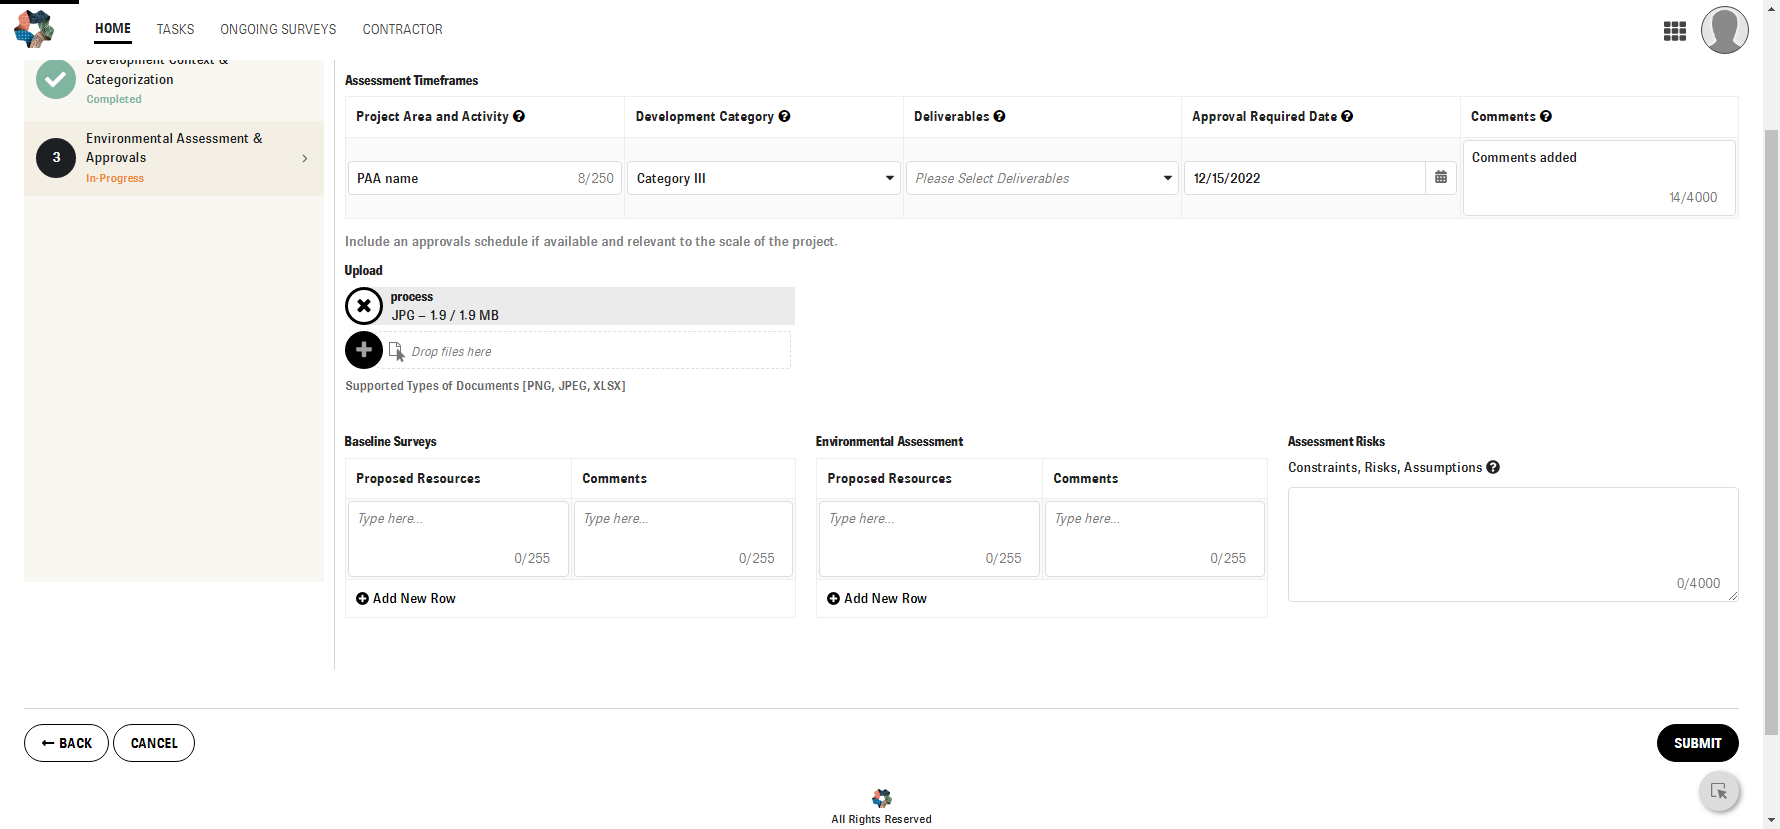 HOME TASKS ONGOING SURVEYS CONTRACTOR
Development Context &
Categorization
Completed
3
Environmental Assessment &
Approvals
In-Progress
Assessment Timeframes
Project Area and Activity Development Category Deliverables Approval Required Date Comments
PAA name 8/250 Category III Please Select Deliverables 12/15/2022 Comments added
14/4000
Include an approvals schedule if available and relevant to the scale of the project.
Upload
process
JPG – 1.9 / 1.9 MB
Drop files here
Supported Types of Documents [PNG, JPEG, XLSX]
Baseline Surveys
Proposed Resources Comments
Type here... Type here...
0/255 0/255
Add New Row
Environmental Assessment
Proposed Resources Comments
Type here... Type here...
0/255 0/255
Add New Row
Assessment Risks
Constraints, Risks, Assumptions
0/4000
BACK CANCEL SUBMIT
All Rights Reserved